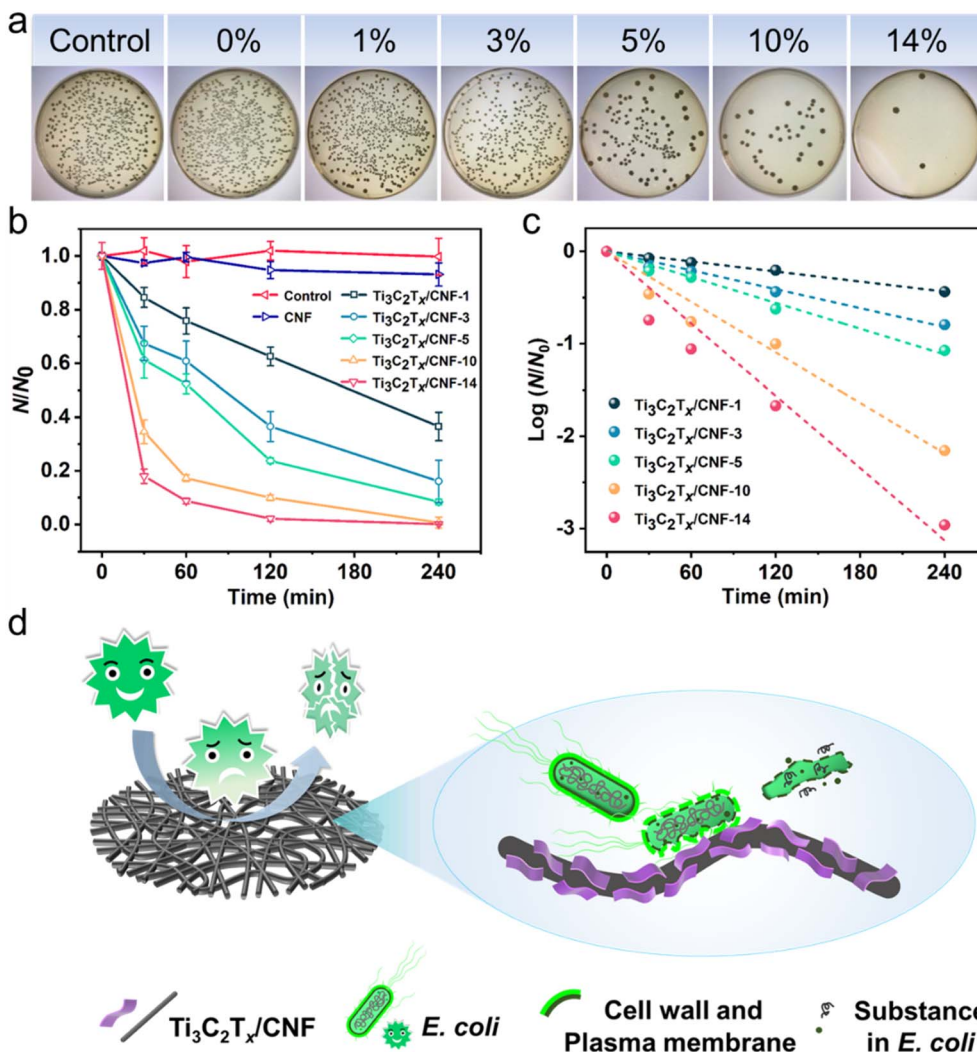 a
Control 0% 1% 3% 5% 10% 14%
b
N/N0
1.0
0.8
0.6
0.4
0.2
0.0
Control
CNF
Ti3C2Tx/CNF-1
Ti3C2Tx/CNF-3
Ti3C2Tx/CNF-5
Ti3C2Tx/CNF-10
Ti3C2Tx/CNF-14
0 60 120 180 240
Time (min)
c
Log (N/N0)
0
-1
-2
-3
Ti3C2Tx/CNF-1
Ti3C2Tx/CNF-3
Ti3C2Tx/CNF-5
Ti3C2Tx/CNF-10
Ti3C2Tx/CNF-14
0 60 120 180 240
Time (min)
d
Ti3C2Tx/CNF
E. coli
Cell wall and
Plasma membrane
Substance
in E. coli